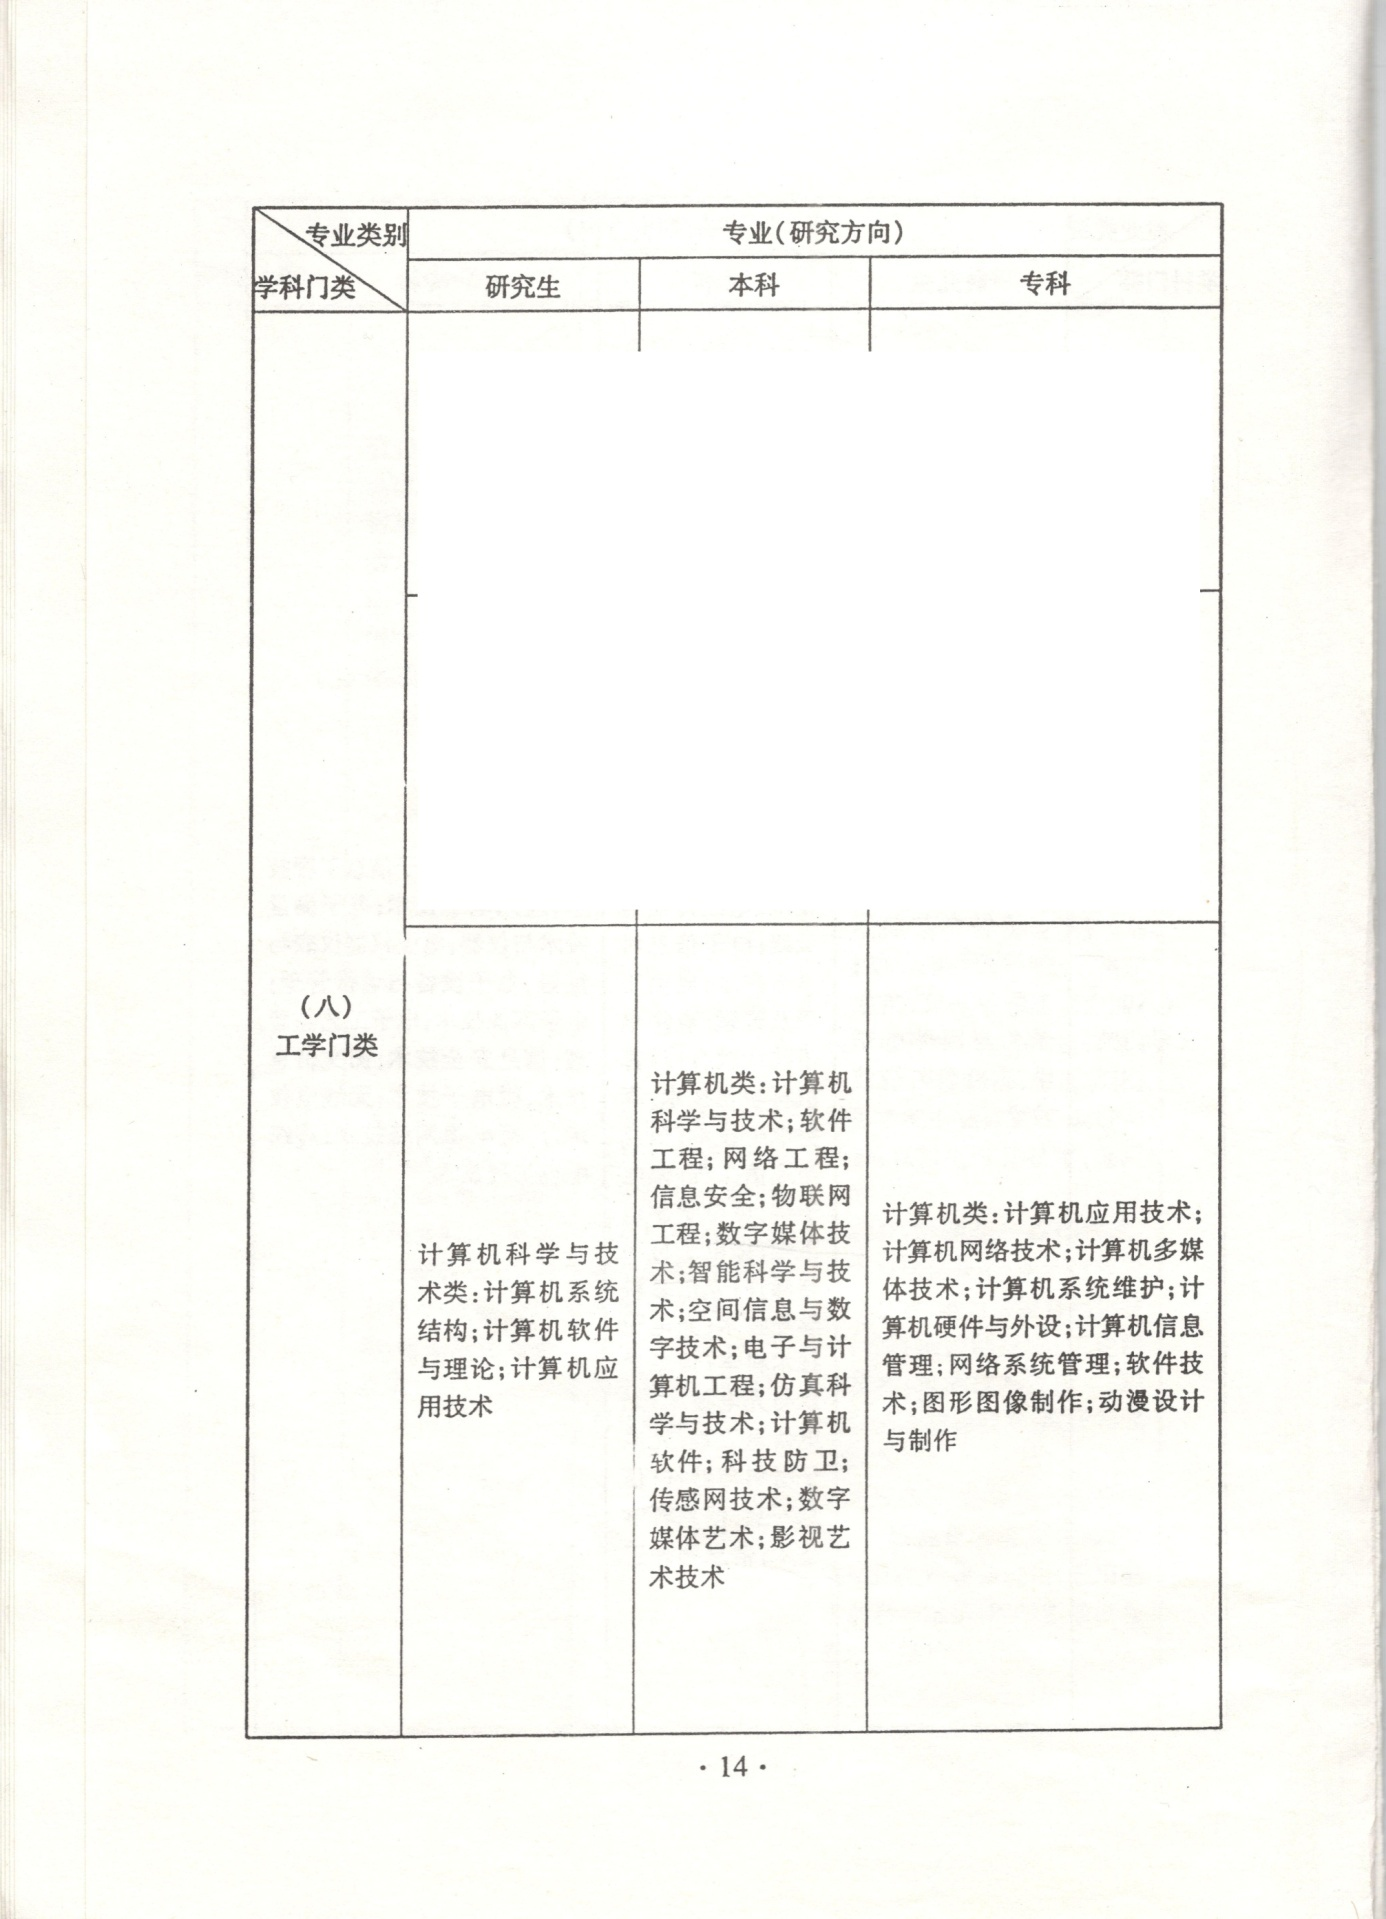 专业类别
学科门类
专业(研究方向)
研究生
本科
专科
(八)
工学门类
计算机科学与技
术类:计算机系统
结构;计算机软件
与理论;计算机应
用技术
计算机类:计算机
科学与技术;软件
工程;网络工程;
信息安全;物联网
工程;数字媒体技
术;智能科学与技
术;空间信息与数
字技术;电子与计
算机工程;仿真科
学与技术;计算机
软件;科技防卫;
传感网技术;数字
媒体艺术;影视艺
术技术
计算机类:计算机应用技术;
计算机网络技术;计算机多媒
体技术;计算机系统维护;计
算机硬件与外设;计算机信息
管理;网络系统管理;软件技
术;图形图像制作;动漫设计
与制作
·14·